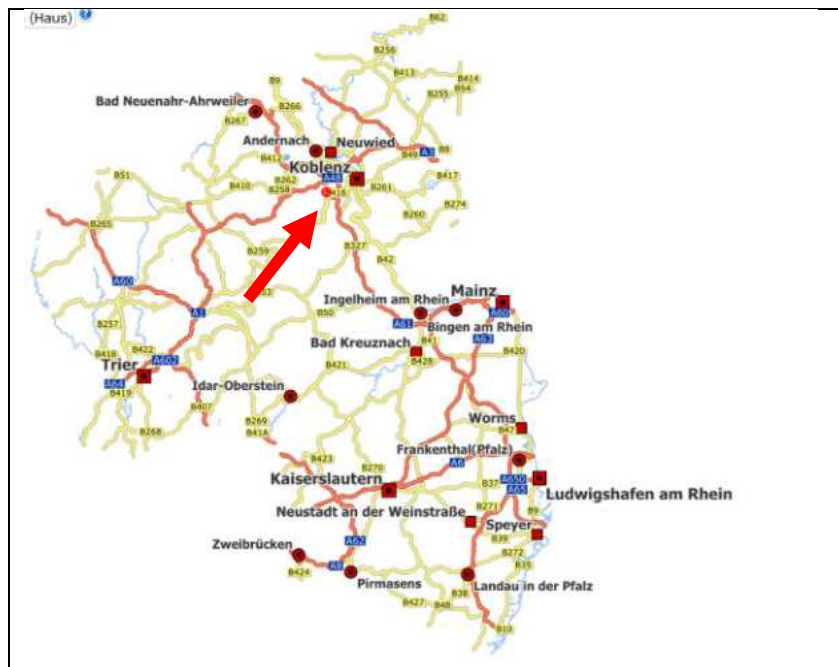 (Haus) ?
B62
B256
B9
B413
B414
B54
B255
Bad Neuenahr-Ahrweiler
B266
B267
Andernach
Neuwied
B8
B49
A3
B412
Koblenz
B51
B262
A48
B417
B410
B258
B416
B261
B274
B260
B265
B327
B259
B42
A60
Mainz
Ingelheim am Rhein
A60
B50
B257
A1
A61
Bingen am Rhein
A63
Bad Kreuznach
B41
B418
B422
B420
A602
B428
Trier
B421
A64
Idar-Oberstein
B419
B407
B269
Worms
B268
B41A
B47
B423
Frankenthal(Pfalz)
B270
A6
Kaiserslautern
A650
B37
A65
Ludwigshafen am Rhein
Neustadt an der Weinstraße
B271
B9
Speyer
A62
B39
Zweibrücken
B272
A8
B35
B424
Pirmasens
Landau in der Pfalz
B38
B427
B48
B10